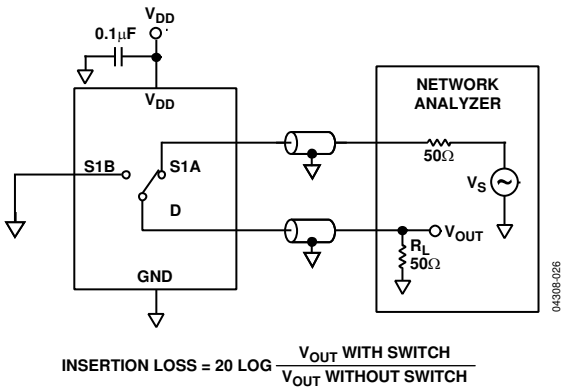 VDD
0.1μF
VDD
NETWORK
ANALYZER
S1B
S1A
50Ω
VS
D
VOUT
RL
50Ω
GND
04308-026
INSERTION LOSS = 20 LOG VOUT WITH SWITCH
VOUT WITHOUT SWITCH